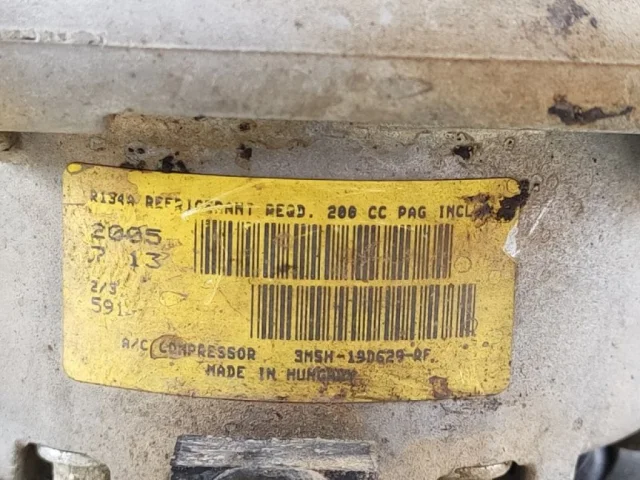 R134A REFRIGERANT REQD. 200 CC PAG INCL
2005
7 13
2/3
591
A/C COMPRESSOR 3M5H-19D629-RF
MADE IN HUNGARY